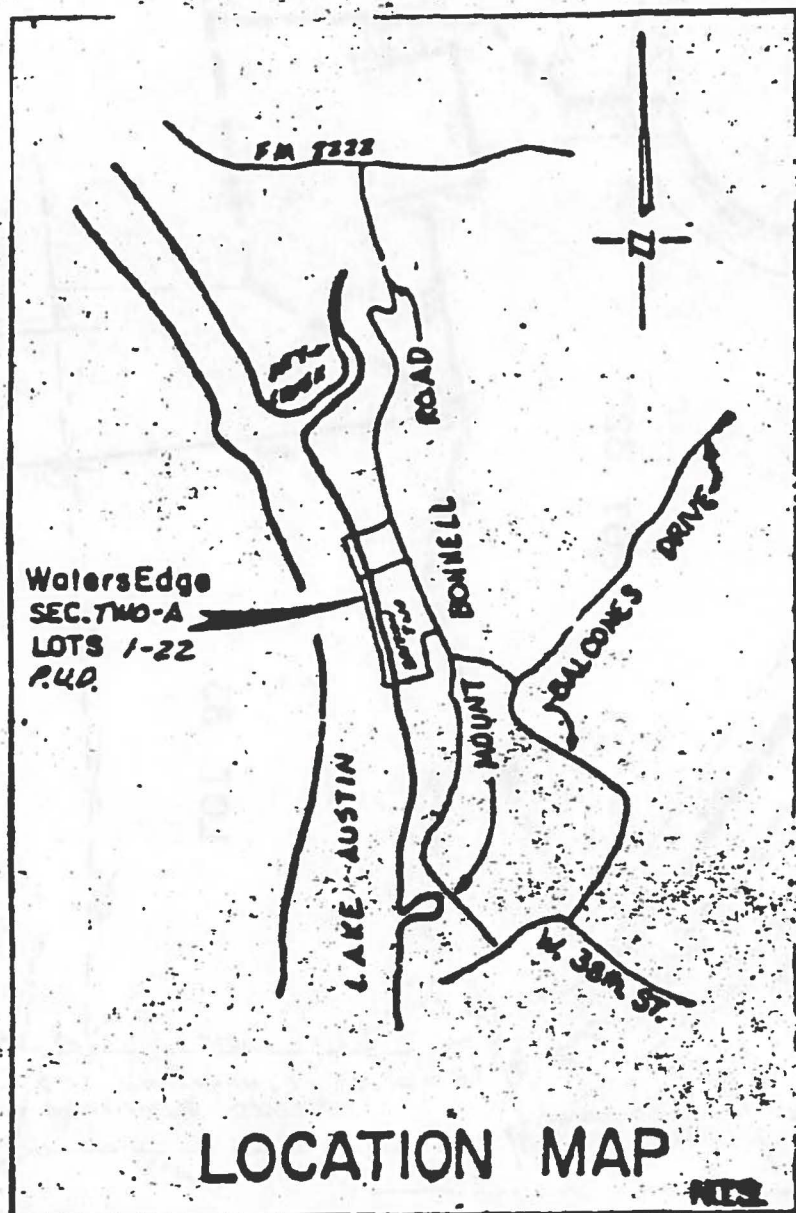 FM 2222
N
ROAD
BONNELL
MOUNT
BALCONES DRIVE
WatersEdge
SEC. TWO-A
LOTS 1-22
P.U.D.
LAKE AUSTIN
W. 38th ST.
LOCATION MAP
N.T.S.